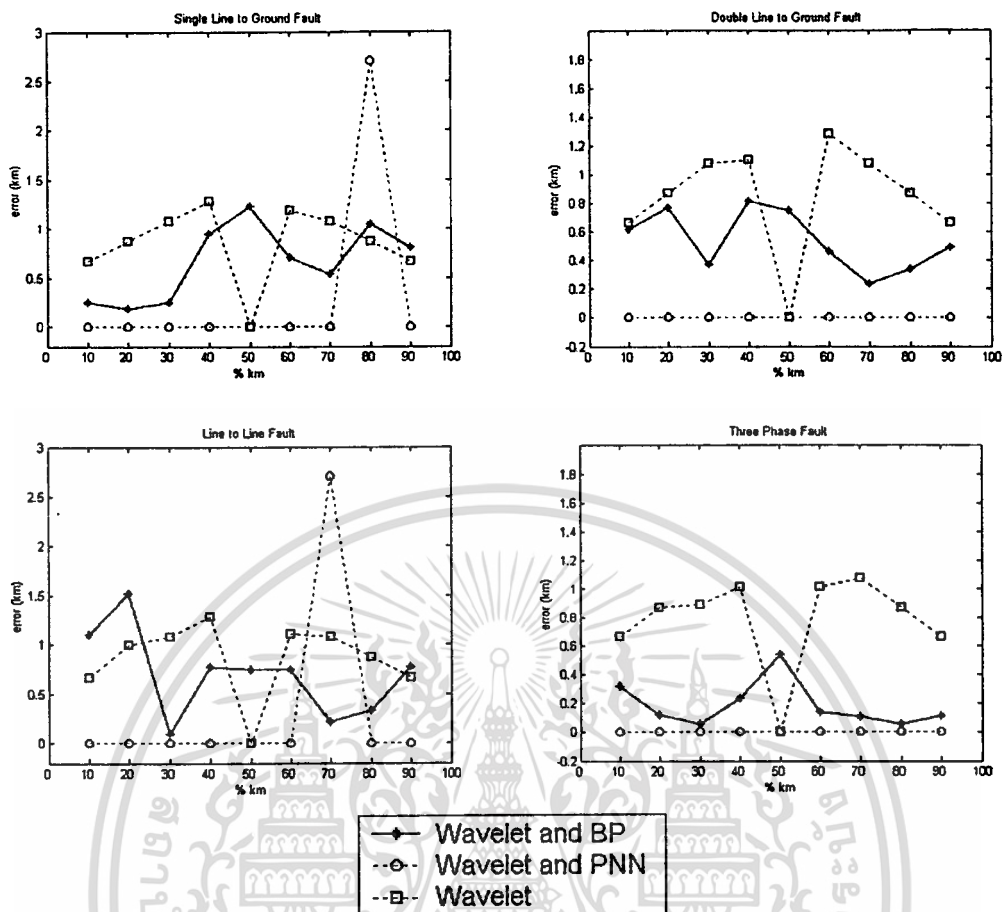 Single Line to Ground Fault
3
2.5
2
1.5
1
0.5
0
error (km)
0 10 20 30 40 50 60 70 80 90 100
% km
Double Line to Ground Fault
1.8
1.6
1.4
1.2
1
0.8
0.6
0.4
0.2
0
-0.2
error (km)
0 10 20 30 40 50 60 70 80 90 100
% km
Line to Line Fault
3
2.5
2
1.5
1
0.5
0
error (km)
0 10 20 30 40 50 60 70 80 90 100
% km
Three Phase Fault
1.8
1.6
1.4
1.2
1
0.8
0.6
0.4
0.2
0
-0.2
error (km)
0 10 20 30 40 50 60 70 80 90 100
% km
Wavelet and BP
Wavelet and PNN
Wavelet